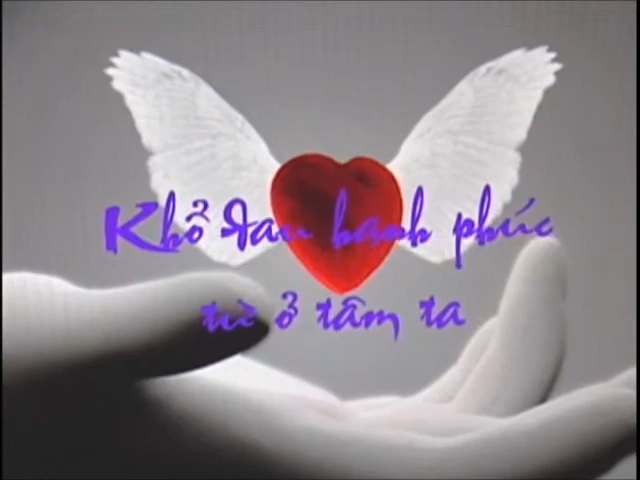 Khổ đau hạnh phúc
từ ở tâm ta